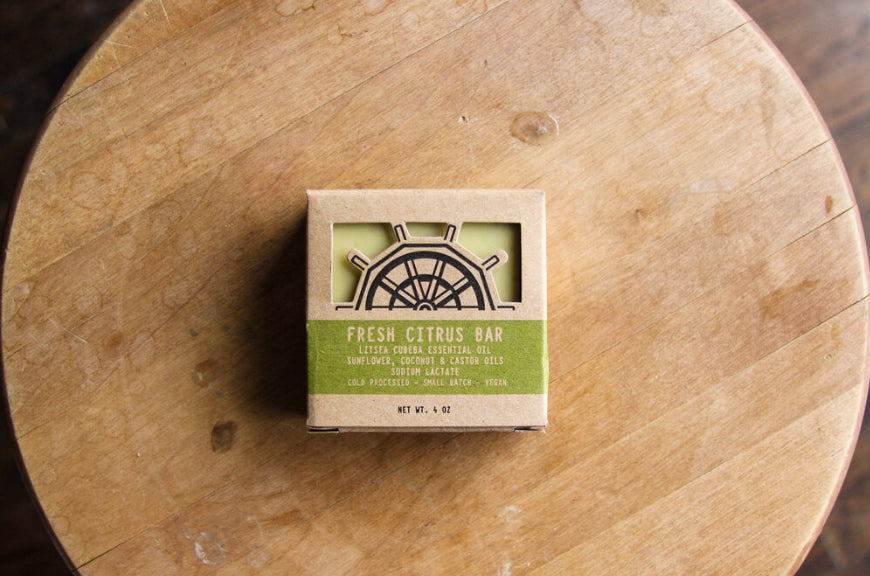 FRESH CITRUS BAR
LITSEA CUBEBA ESSENTIAL OIL
SUNFLOWER, COCONUT & CASTOR OILS
SODIUM LACTATE
COLD PROCESSED - SMALL BATCH - VEGAN
NET WT. 4 OZ